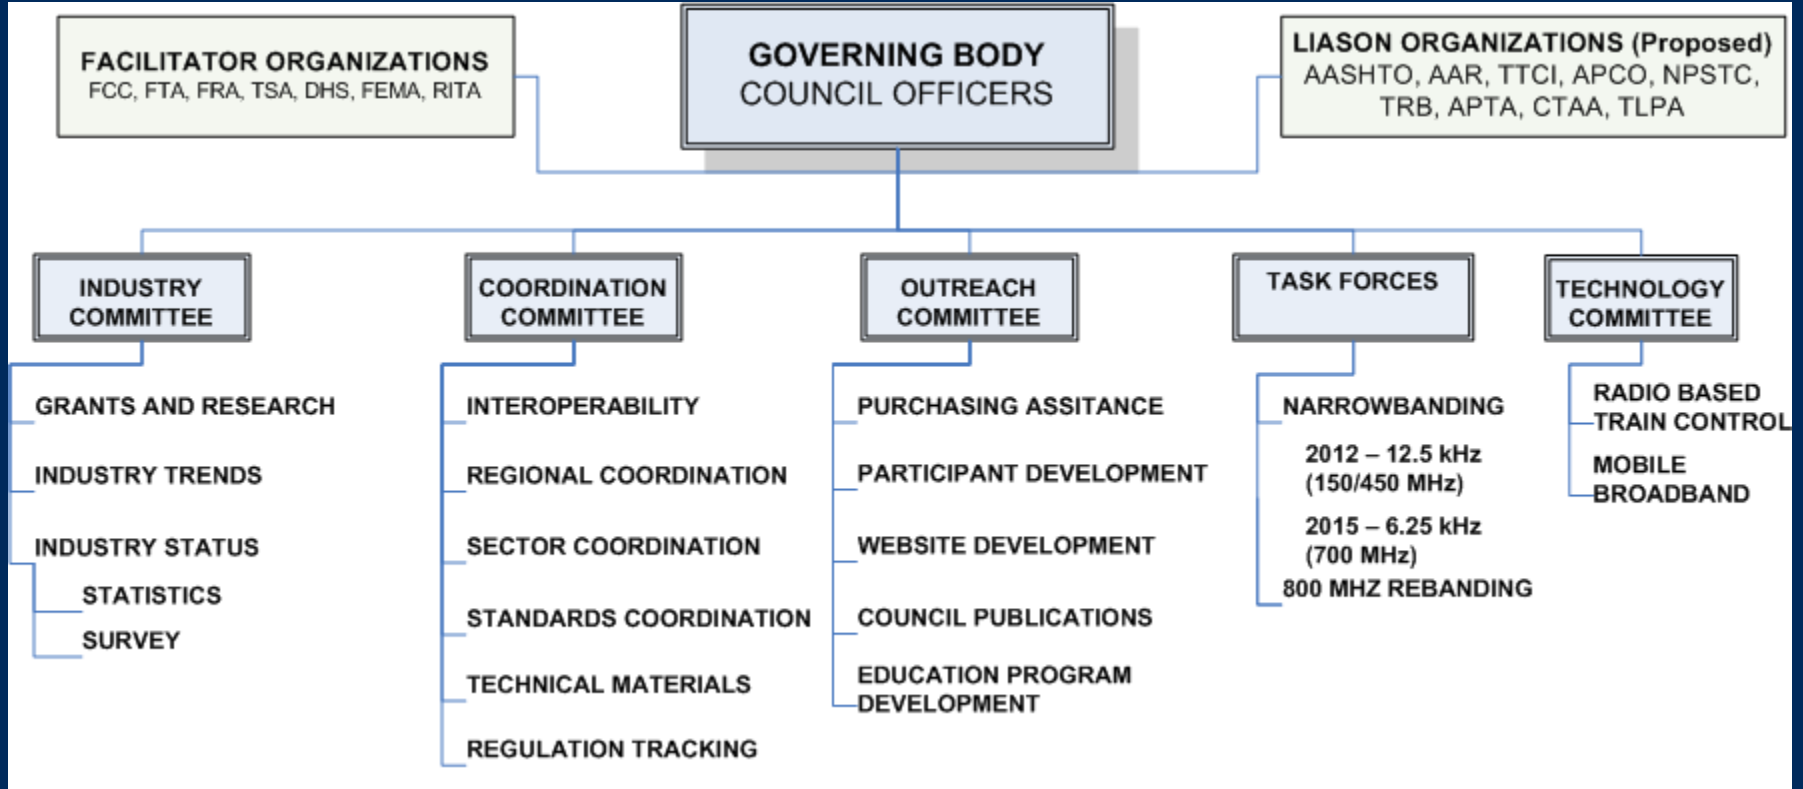 FACILITATOR ORGANIZATIONS
FCC, FTA, FRA, TSA, DHS, FEMA, RITA
GOVERNING BODY
COUNCIL OFFICERS
LIASON ORGANIZATIONS (Proposed)
AASHTO, AAR, TTCI, APCO, NPSTC,
TRB, APTA, CTAA, TLPA
INDUSTRY
COMMITTEE
GRANTS AND RESEARCH
INDUSTRY TRENDS
INDUSTRY STATUS
STATISTICS
SURVEY
COORDINATION
COMMITTEE
INTEROPERABILITY
REGIONAL COORDINATION
SECTOR COORDINATION
STANDARDS COORDINATION
TECHNICAL MATERIALS
REGULATION TRACKING
OUTREACH
COMMITTEE
PURCHASING ASSITANCE
PARTICIPANT DEVELOPMENT
WEBSITE DEVELOPMENT
COUNCIL PUBLICATIONS
EDUCATION PROGRAM
DEVELOPMENT
TASK FORCES
NARROWBANDING
2012 – 12.5 kHz
(150/450 MHz)
2015 – 6.25 kHz
(700 MHz)
800 MHZ REBANDING
TECHNOLOGY
COMMITTEE
RADIO BASED
TRAIN CONTROL
MOBILE
BROADBAND